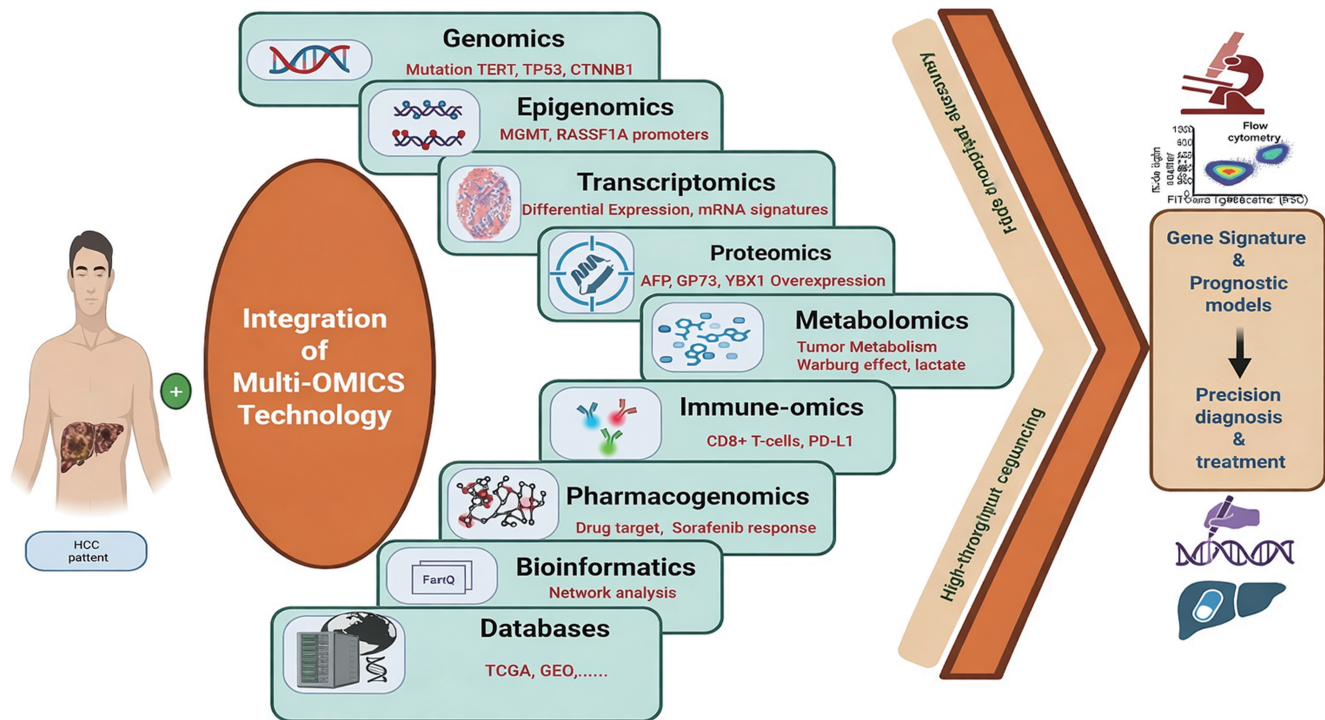 Genomics
Mutation TERT, TP53, CTNNB1
Epigenomics
MGMT, RASSF1A promoters
Transcriptomics
Differential Expression, mRNA signatures
Proteomics
AFP, GP73, YBX1 Overexpression
Metabolomics
Tumor Metabolism
Warburg effect, lactate
Immune-omics
CD8+ T-cells, PD-L1
Pharmacogenomics
Drug target, Sorafenib response
Bioinformatics
FartQ
Network analysis
Databases
TCGA, GEO,......
Integration
of
Multi-OMICS
Technology
+
HCC
pattent
Flow
cytometry
Gene Signature
&
Prognostic
models
Precision
diagnosis
&
treatment